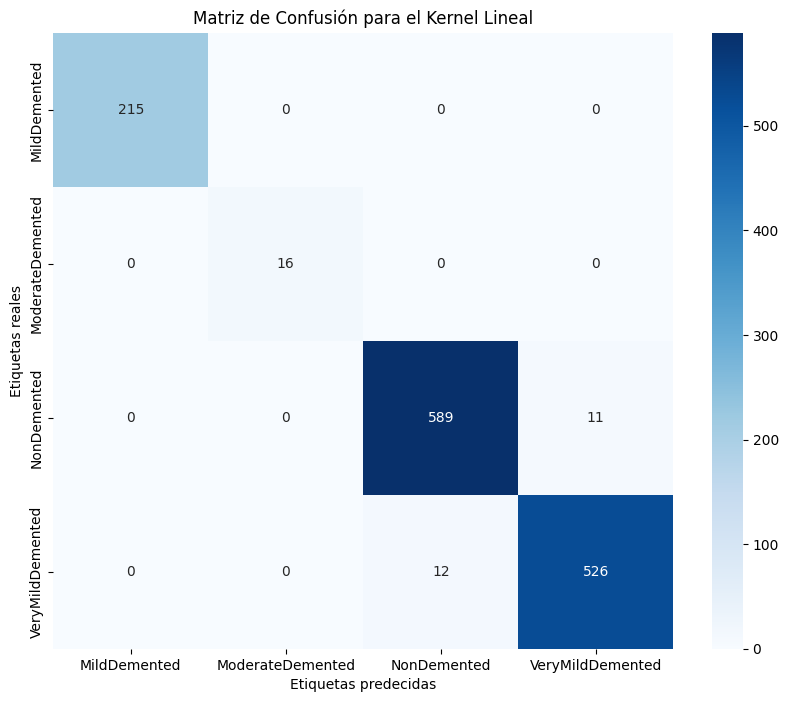 Matriz de Confusión para el Kernel Lineal
Etiquetas reales
MildDemented
215 0 0 0
ModerateDemented
0 16 0 0
NonDemented
0 0 589 11
VeryMildDemented
0 0 12 526
MildDemented ModerateDemented NonDemented VeryMildDemented
Etiquetas predecidas
500
400
300
200
100
0